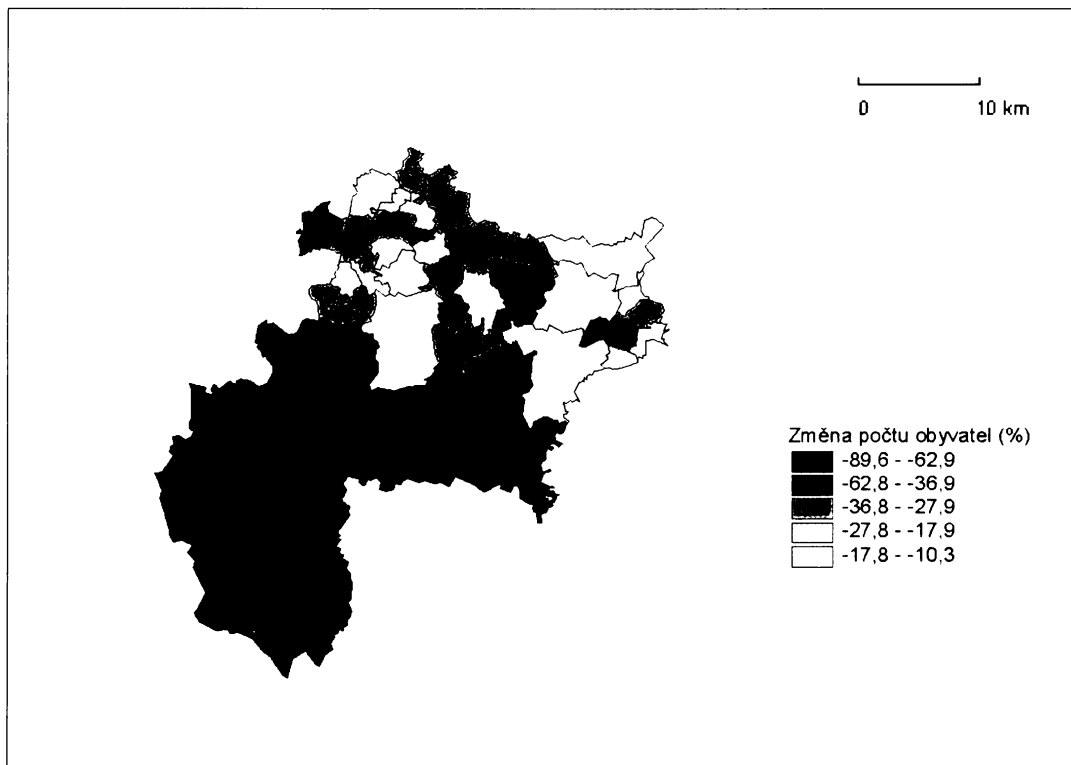 0 10 km
Změna počtu obyvatel (%)
-89,6 - -62,9
-62,8 - -36,9
-36,8 - -27,9
-27,8 - -17,9
-17,8 - -10,3